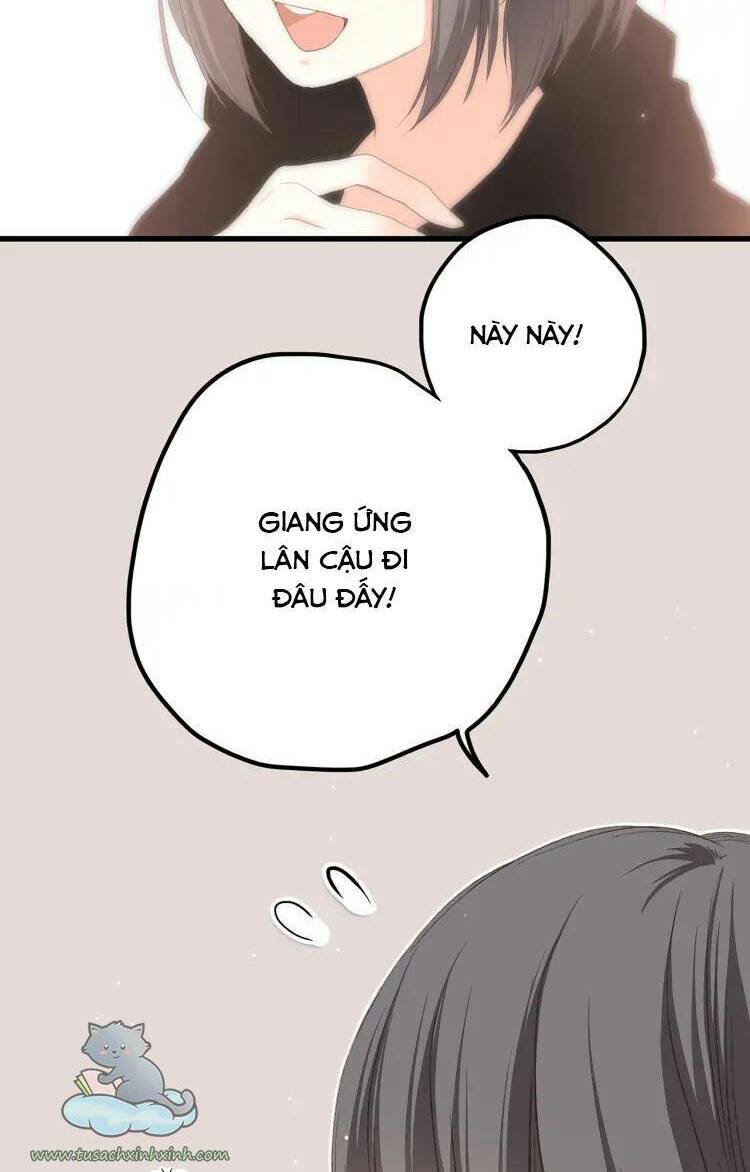 NÀY NÀY!
GIANG ỨNG
LÂN CẬU ĐI
ĐÂU ĐẤY!
www.tusachxinhxinh.com